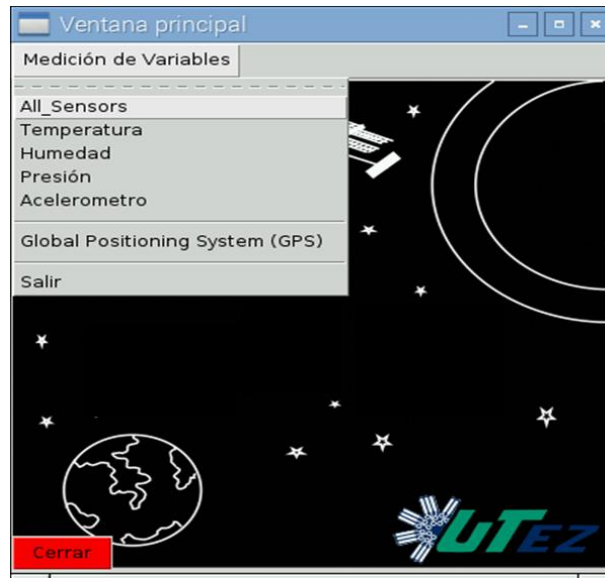 Ventana principal
Medición de Variables
All_Sensors
Temperatura
Humedad
Presión
Acelerometro
Global Positioning System (GPS)
Salir
Cerrar
UTEZ